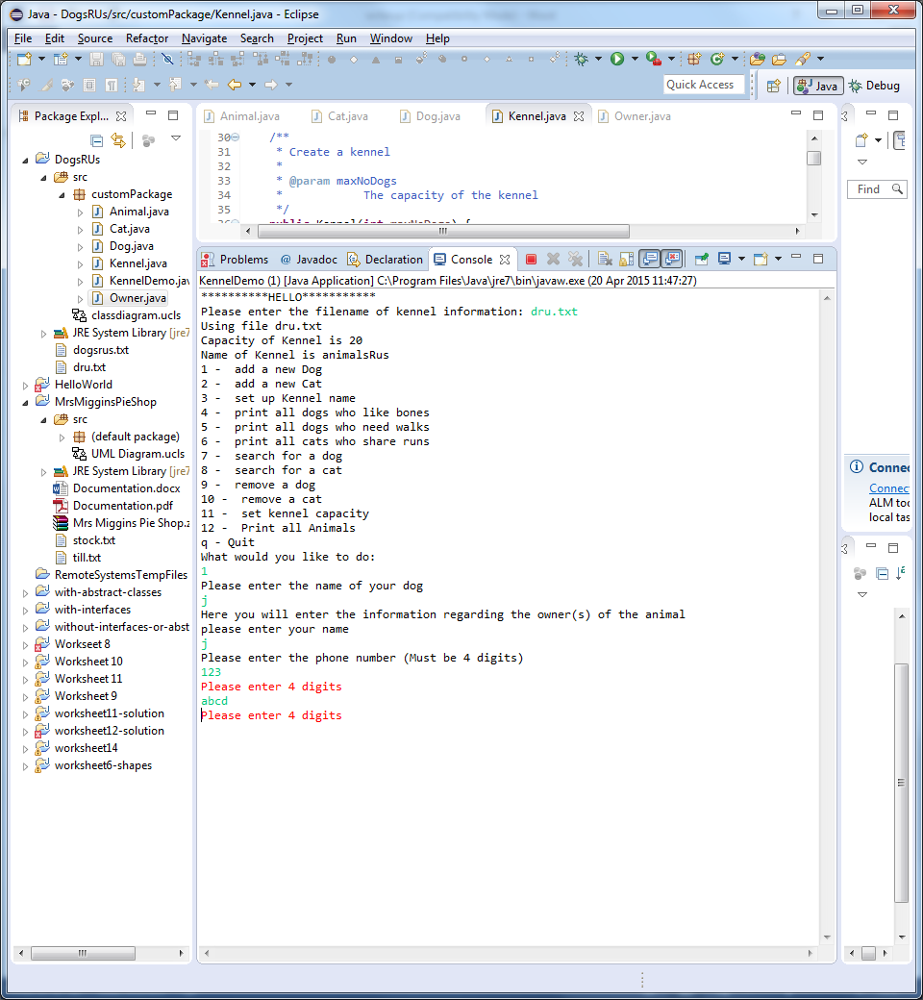 Java - DogsRUs/src/customPackage/Kennel.java - Eclipse
File Edit Source Refactor Navigate Search Project Run Window Help
Quick Access
Java
Debug
Package Expl...
DogsRUs
src
customPackage
Animal.java
Cat.java
Dog.java
Kennel.java
KennelDemo.jav
Owner.java
classdiagram.ucls
JRE System Library [jre7
dogsrus.txt
dru.txt
HelloWorld
MrsMigginsPieShop
src
(default package)
UML Diagram.ucls
JRE System Library [jre7
Documentation.docx
Documentation.pdf
Mrs Miggins Pie Shop.z
stock.txt
till.txt
RemoteSystemsTempFiles
with-abstract-classes
with-interfaces
without-interfaces-or-abst
Workseet 8
Worksheet 10
Worksheet 11
Worksheet 9
worksheet11-solution
worksheet12-solution
worksheet14
worksheet6-shapes
Animal.java Cat.java Dog.java Kennel.java Owner.java
30 /**
31 * Create a kennel
32 *
33 * @param maxNoDogs
34 * The capacity of the kennel
35 */
36 public Kennel(int maxNoDogs) {
Problems @ Javadoc Declaration Console
KennelDemo (1) [Java Application] C:\Program Files\Java\jre7\bin\javaw.exe (20 Apr 2015 11:47:27)
**********HELLO***********
Please enter the filename of kennel information: dru.txt
Using file dru.txt
Capacity of Kennel is 20
Name of Kennel is animalsRus
1 -  add a new Dog
2 -  add a new Cat
3 -  set up Kennel name
4 -  print all dogs who like bones
5 -  print all dogs who need walks
6 -  print all cats who share runs
7 -  search for a dog
8 -  search for a cat
9 -  remove a dog
10 -  remove a cat
11 -  set kennel capacity
12 -  Print all Animals
q - Quit
What would you like to do:
1
Please enter the name of your dog
j
Here you will enter the information regarding the owner(s) of the animal
please enter your name
j
Please enter the phone number (Must be 4 digits)
123
Please enter 4 digits
abcd
Please enter 4 digits
Find
Connec
Connect
ALM too
local tas